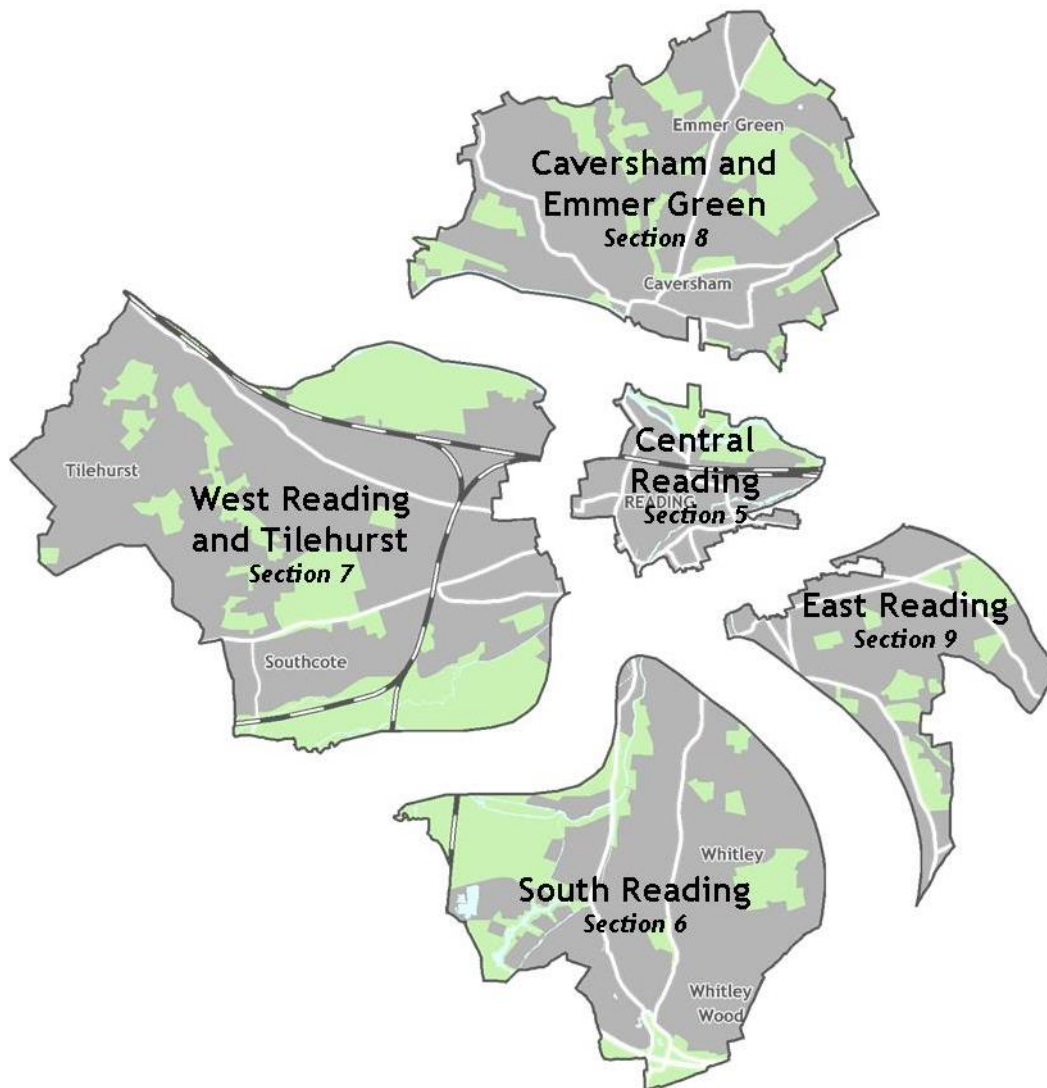 Emmer Green
Caversham and
Emmer Green
Section 8
Caversham
Tilehurst
West Reading
and Tilehurst
Section 7
Southcote
Central
Reading
READING
Section 5
East Reading
Section 9
Whitley
South Reading
Section 6
Whitley
Wood